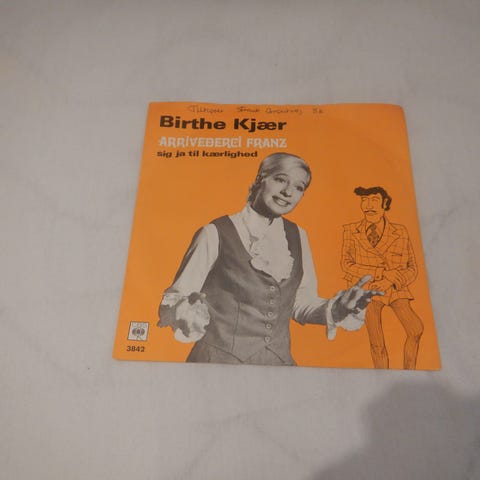 Birthe Kjær
ARRIVEDERCI FRANZ
sig ja til kærlighed
CBS
3842